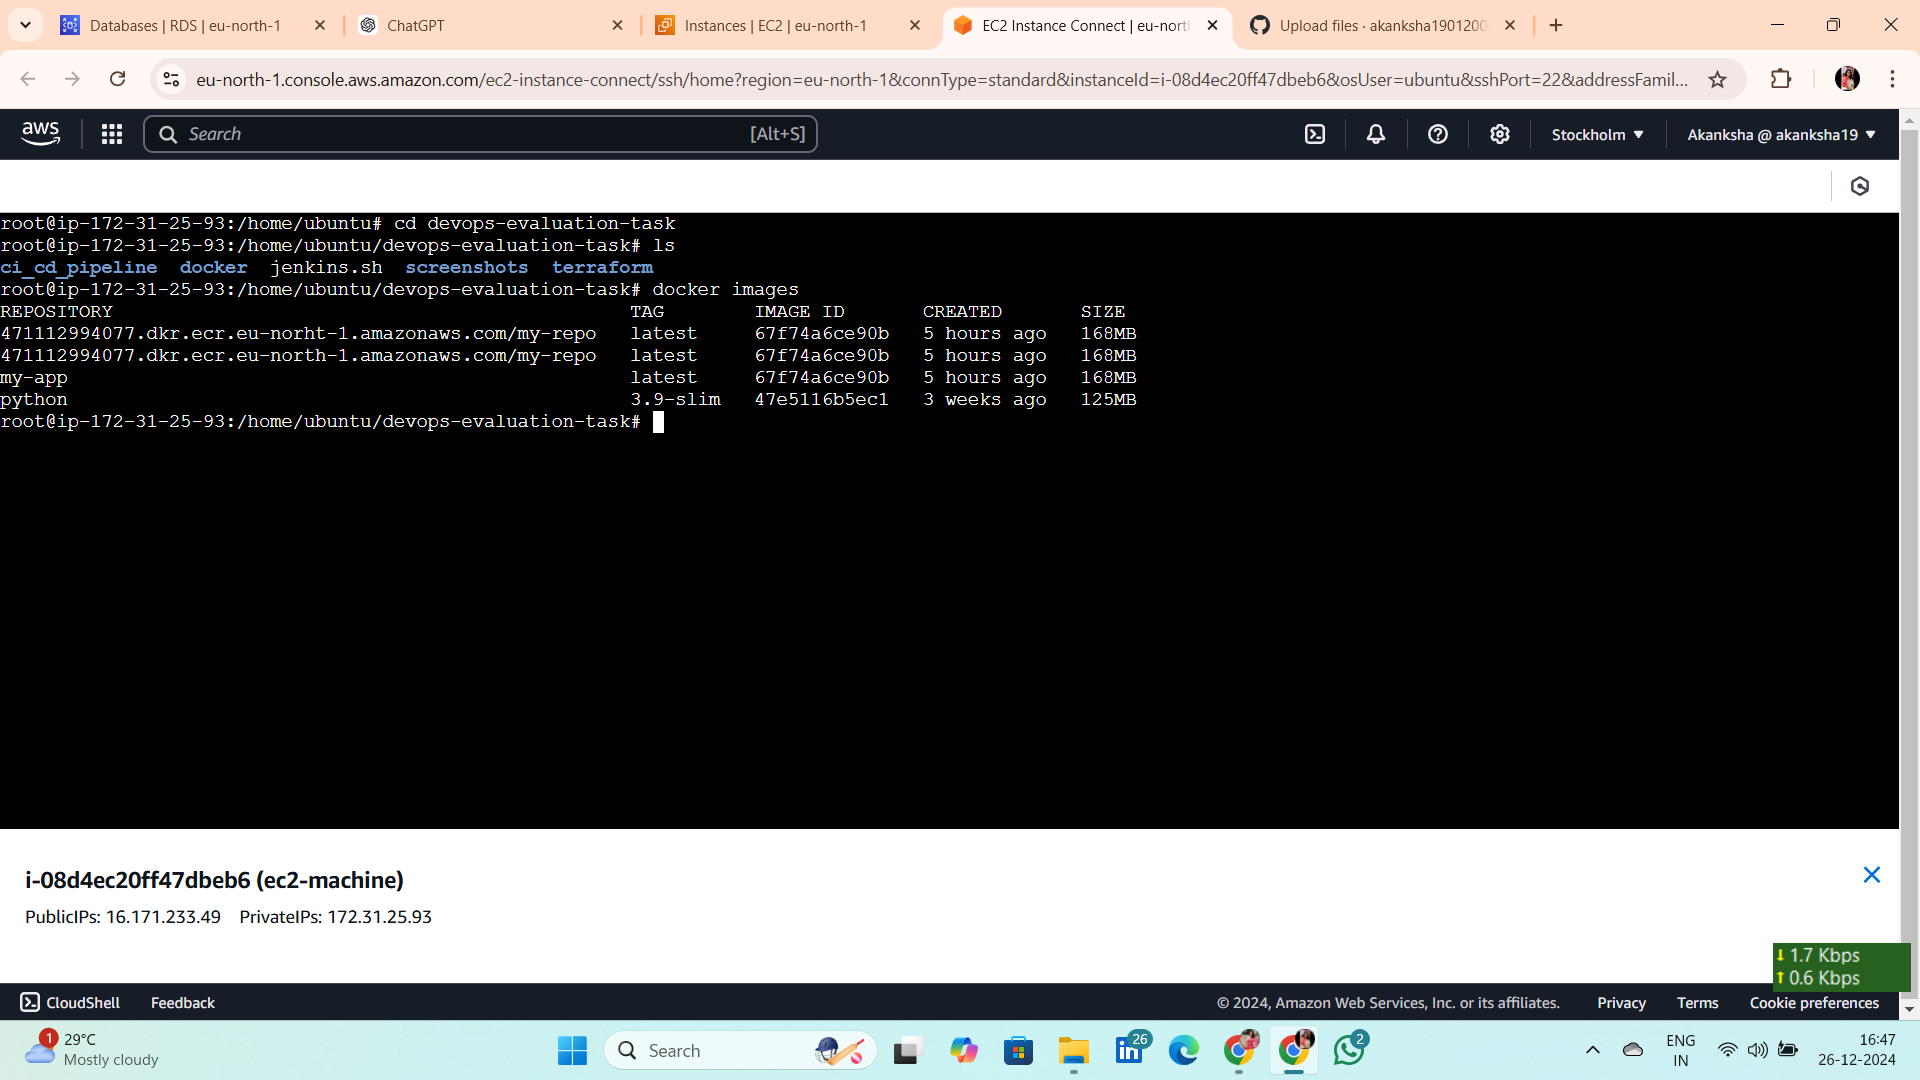 Databases | RDS | eu-north-1
ChatGPT
Instances | EC2 | eu-north-1
EC2 Instance Connect | eu-nort
Upload files · akanksha1901200
eu-north-1.console.aws.amazon.com/ec2-instance-connect/ssh/home?region=eu-north-1&connType=standard&instanceId=i-08d4ec20ff47dbeb6&osUser=ubuntu&sshPort=22&addressFamil...
aws
Search
[Alt+S]
Stockholm
Akanksha @ akanksha19
root@ip-172-31-25-93:/home/ubuntu# cd devops-evaluation-task
root@ip-172-31-25-93:/home/ubuntu/devops-evaluation-task# ls
ci_cd_pipeline docker jenkins.sh screenshots terraform
root@ip-172-31-25-93:/home/ubuntu/devops-evaluation-task# docker images
REPOSITORY TAG IMAGE ID CREATED SIZE
471112994077.dkr.ecr.eu-norht-1.amazonaws.com/my-repo latest 67f74a6ce90b 5 hours ago 168MB
471112994077.dkr.ecr.eu-north-1.amazonaws.com/my-repo latest 67f74a6ce90b 5 hours ago 168MB
my-app latest 67f74a6ce90b 5 hours ago 168MB
python 3.9-slim 47e5116b5ec1 3 weeks ago 125MB
root@ip-172-31-25-93:/home/ubuntu/devops-evaluation-task#
i-08d4ec20ff47dbeb6 (ec2-machine)
PublicIPs: 16.171.233.49 PrivateIPs: 172.31.25.93
1.7 Kbps
0.6 Kbps
CloudShell
Feedback
© 2024, Amazon Web Services, Inc. or its affiliates.
Privacy
Terms
Cookie preferences
1
29°C
Mostly cloudy
Search
26
2
ENG
IN
16:47
26-12-2024